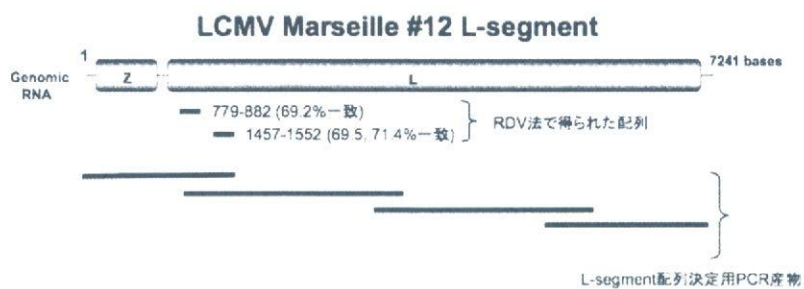 LCMV Marseille #12 L-segment
1
7241 bases
Genomic
RNA
Z
L
779-882 (69.2%一致)
1457-1552 (69.5, 71.4%一致)
RDV法で得られた配列
L-segment配列決定用PCR産物